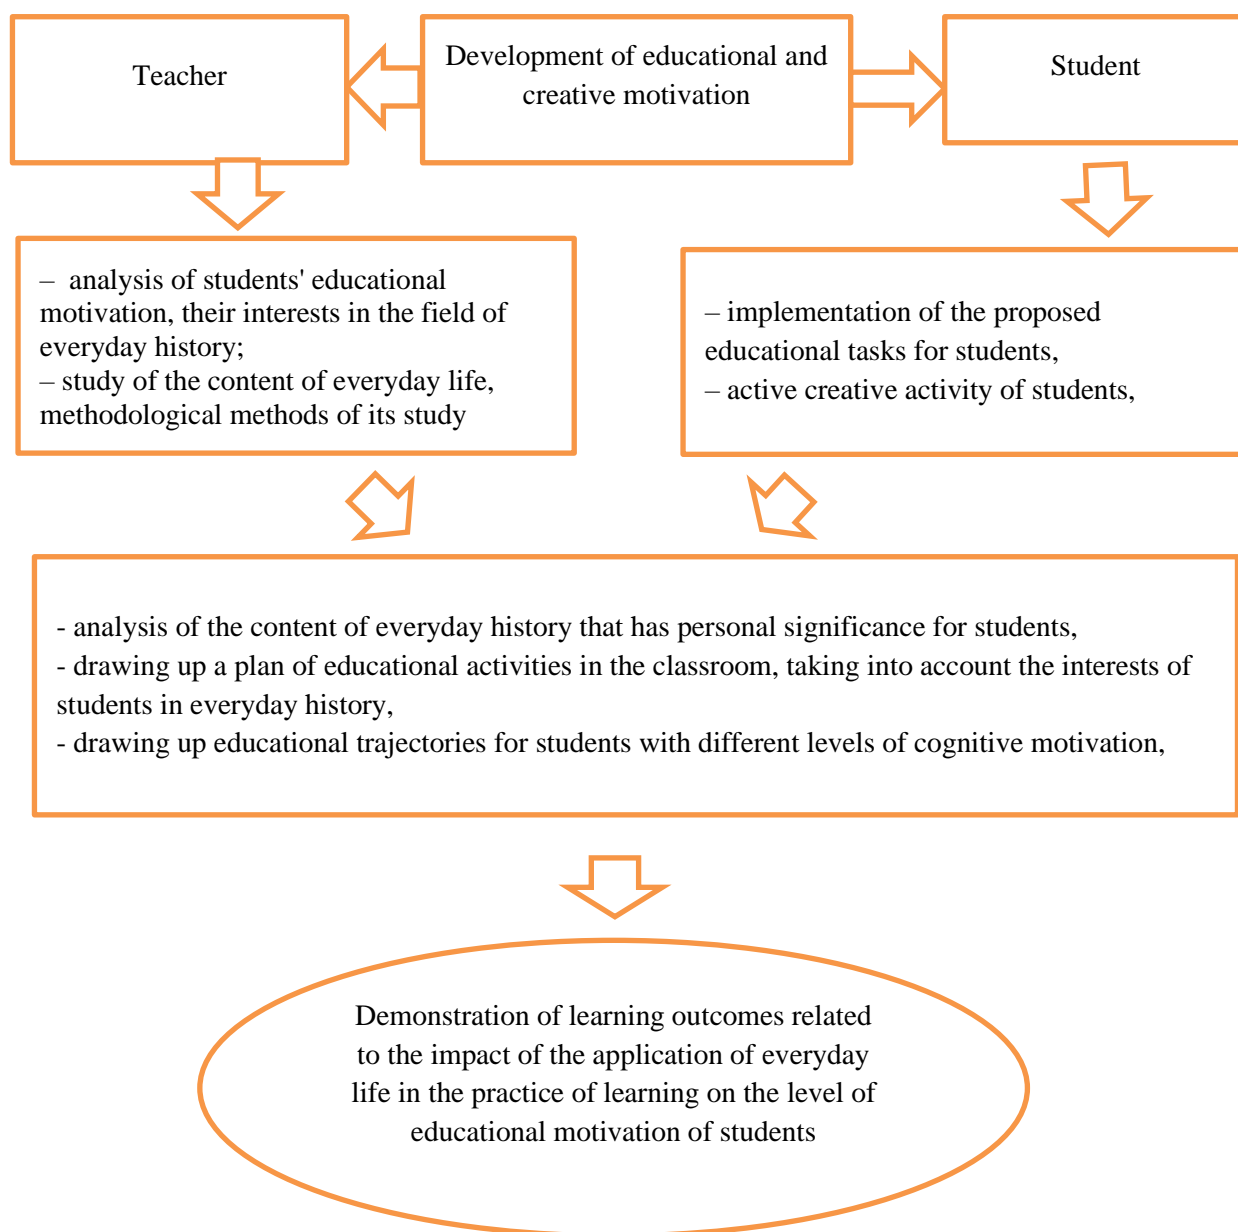 Teacher
Development of educational and
creative motivation
Student
– analysis of students' educational
motivation, their interests in the field of
everyday history;
– study of the content of everyday life,
methodological methods of its study
– implementation of the proposed
educational tasks for students,
– active creative activity of students,
- analysis of the content of everyday history that has personal significance for students,
- drawing up a plan of educational activities in the classroom, taking into account the interests of
students in everyday history,
- drawing up educational trajectories for students with different levels of cognitive motivation,
Demonstration of learning outcomes related
to the impact of the application of everyday
life in the practice of learning on the level of
educational motivation of students